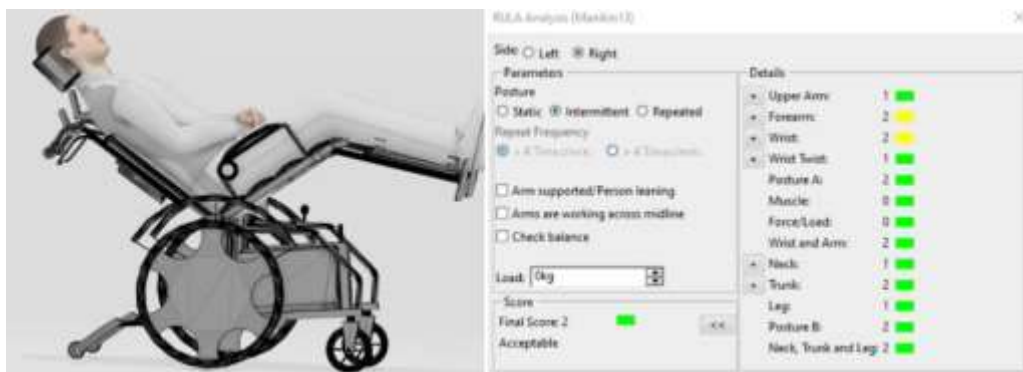 RULA Analysis (Manikin13)
Side Left Right
Parameters
Posture
Static Intermittent Repeated
Repeat Frequency
Arm supported/Person leaning
Arms are working across midline
Check balance
Load: 0kg
Score
Final Score: 2
<<
Acceptable
Details
+ Upper Arm: 1
+ Forearm: 2
+ Wrist: 2
+ Wrist Twist: 1
Posture A: 2
Muscle: 0
Force/Load: 0
Wrist and Arm: 2
+ Neck: 1
+ Trunk: 2
Leg: 1
Posture B: 2
Neck, Trunk and Leg: 2